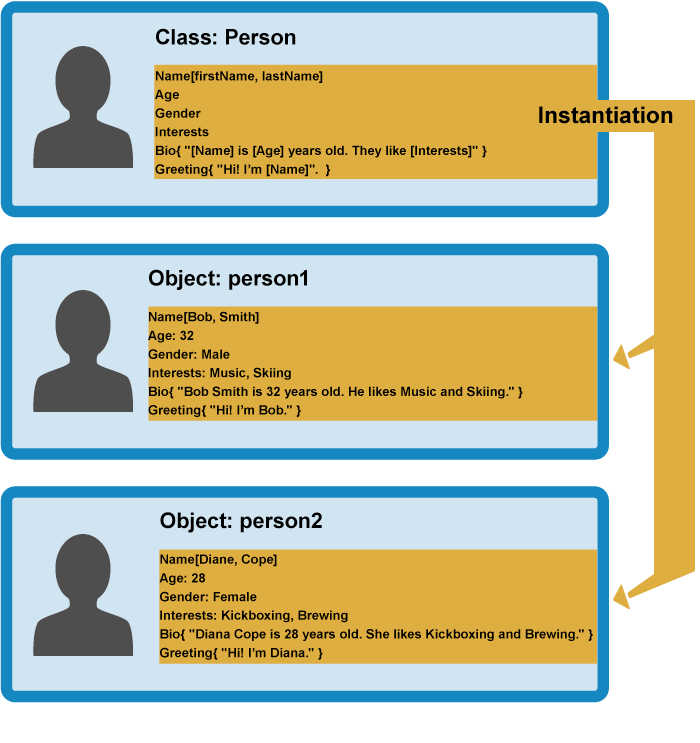 Class: Person
Name[firstName, lastName]
Age
Gender
Interests
Bio{ "[Name] is [Age] years old. They like [Interests]" }
Greeting{ "Hi! I’m [Name]".  }
Instantiation
Object: person1
Name[Bob, Smith]
Age: 32
Gender: Male
Interests: Music, Skiing
Bio{ "Bob Smith is 32 years old. He likes Music and Skiing." }
Greeting{ "Hi! I’m Bob." }
Object: person2
Name[Diane, Cope]
Age: 28
Gender: Female
Interests: Kickboxing, Brewing
Bio{ "Diana Cope is 28 years old. She likes Kickboxing and Brewing." }
Greeting{ "Hi! I’m Diana." }